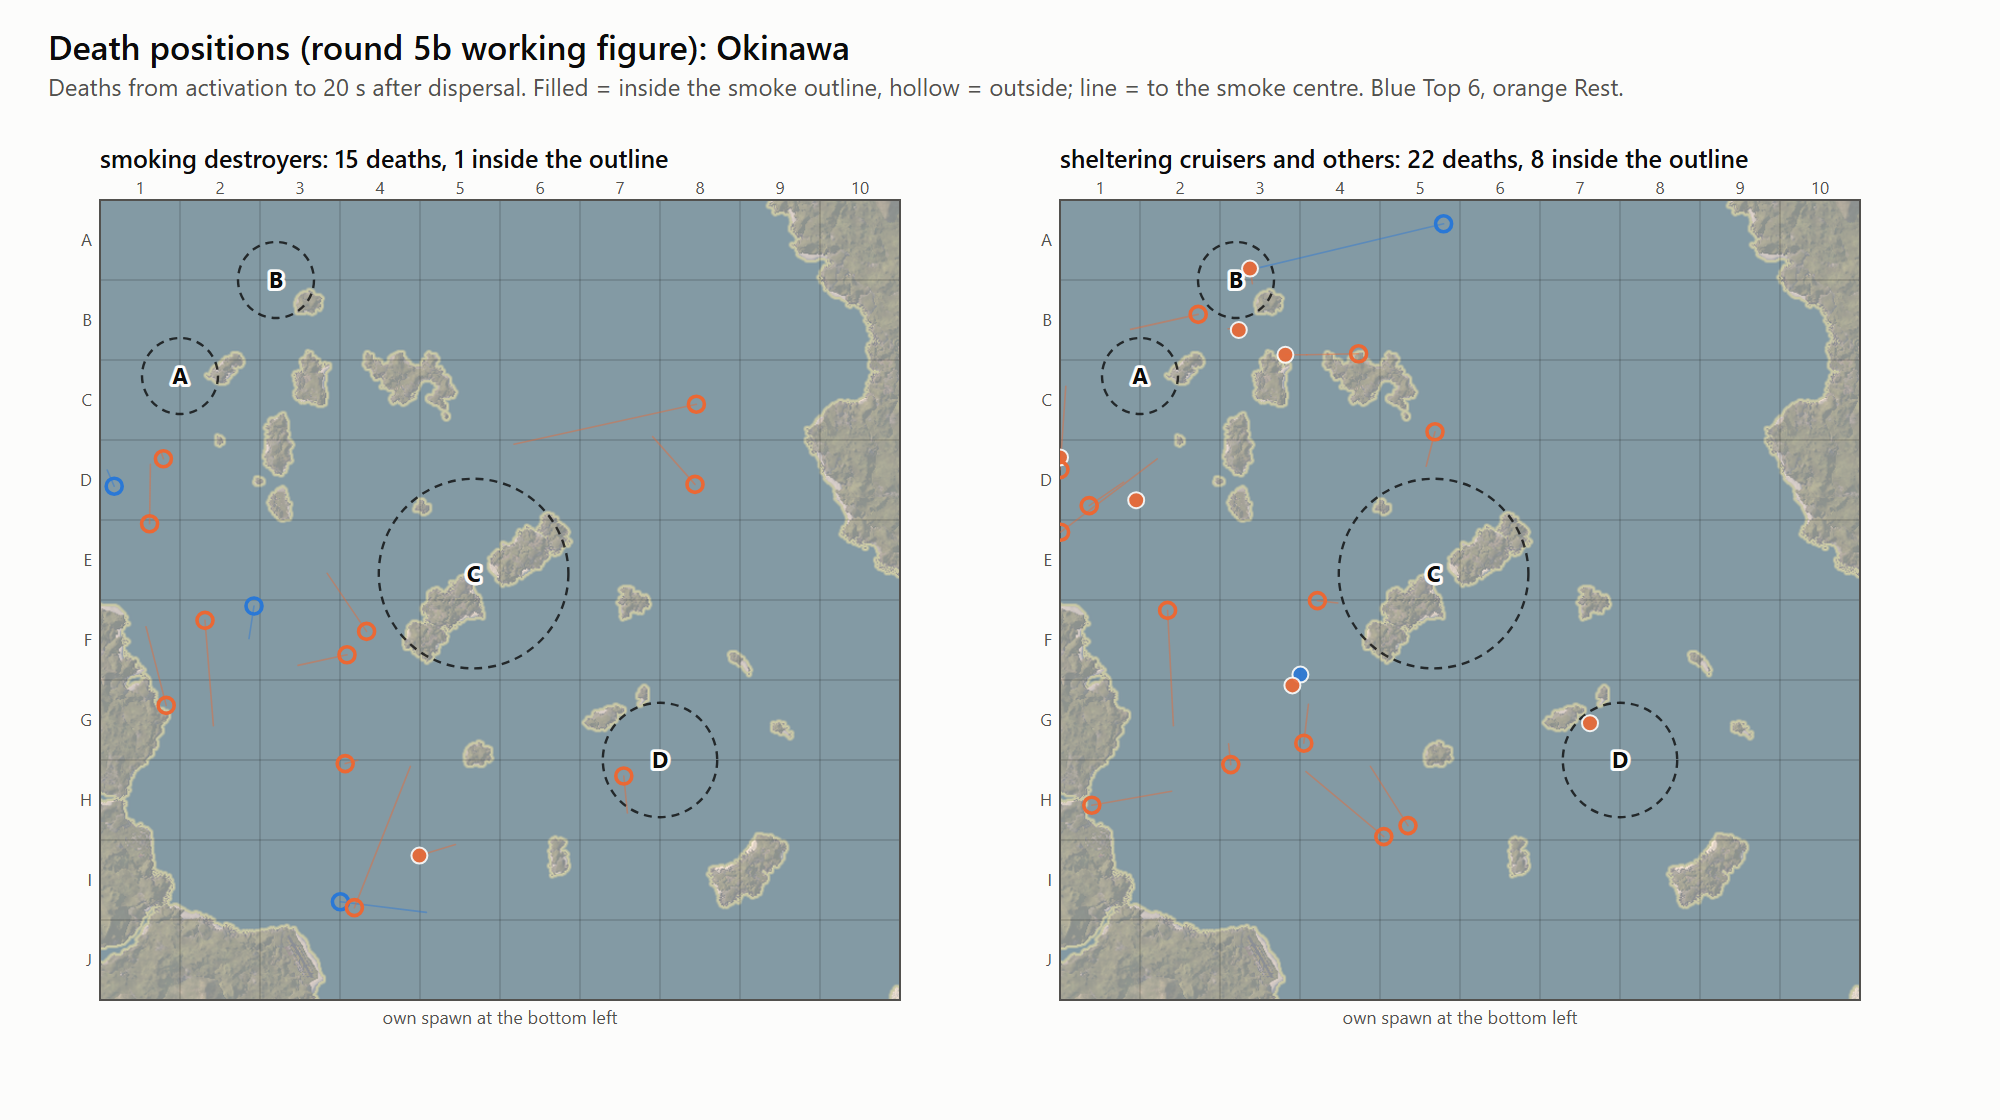 Death positions (round 5b working figure): Okinawa
Deaths from activation to 20 s after dispersal. Filled = inside the smoke outline, hollow = outside; line = to the smoke centre. Blue Top 6, orange Rest.
smoking destroyers: 15 deaths, 1 inside the outline
1 2 3 4 5 6 7 8 9 10
A
B
C
D
E
F
G
H
I
J
B
A
C
D
own spawn at the bottom left
sheltering cruisers and others: 22 deaths, 8 inside the outline
1 2 3 4 5 6 7 8 9 10
A
B
C
D
E
F
G
H
I
J
B
A
C
D
own spawn at the bottom left